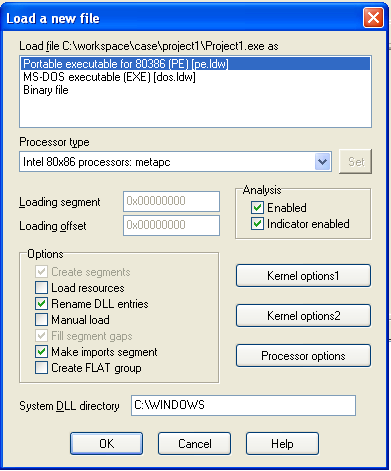 Load a new file
Load file C:\workspace\case\project1\Project1.exe as
Portable executable for 80386 (PE) [pe.ldw]
MS-DOS executable (EXE) [dos.ldw]
Binary file
Processor type
Intel 80x86 processors: metapc
Set
Loading segment 0x00000000
Loading offset 0x00000000
Analysis
Enabled
Indicator enabled
Options
Create segments
Load resources
Rename DLL entries
Manual load
Fill segment gaps
Make imports segment
Create FLAT group
Kernel options1
Kernel options2
Processor options
System DLL directory C:\WINDOWS
OK Cancel Help